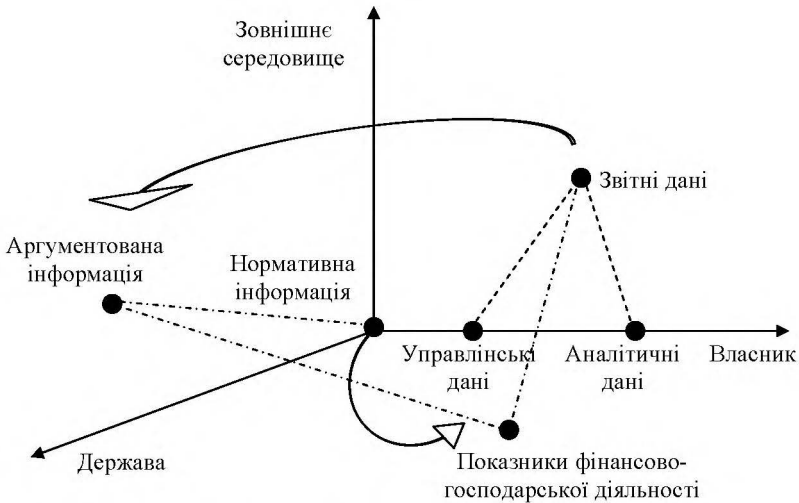 Зовнішнє
середовище
Звітні дані
Аргументована
інформація
Нормативна
інформація
Управлінські
дані
Аналітичні
дані
Власник
Держава
Показники фінансово-
господарської діяльності